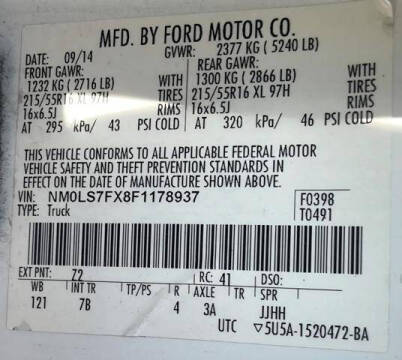 MFD. BY FORD MOTOR CO.
DATE: 09/14 GVWR: 2377 KG ( 5240 LB)
FRONT GAWR: REAR GAWR:
1232 KG ( 2716 LB) WITH 1300 KG ( 2866 LB) WITH
215/55R16 XL 97H TIRES 215/55R16 XL 97H TIRES
16x6.5J RIMS 16x6.5J RIMS
AT 295 kPa/ 43 PSI COLD AT 320 kPa/ 46 PSI COLD
THIS VEHICLE CONFORMS TO ALL APPLICABLE FEDERAL MOTOR
VEHICLE SAFETY AND THEFT PREVENTION STANDARDS IN
EFFECT ON THE DATE OF MANUFACTURE SHOWN ABOVE.
VIN: NM0LS7FX8F1178937 F0398
TYPE: Truck T0491
EXT PNT: Z2 RC: 41
WB INT TR TP/PS R AXLE TR SPR
121 7B 4 3A JJHH
UTC ▽5U5A-1520472-BA